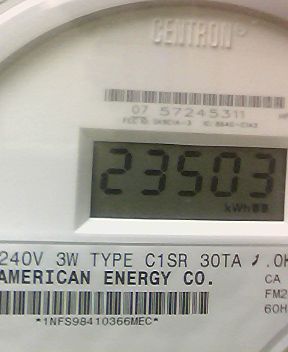 CENTRON®
07 57245311
23503
kWh
240V 3W TYPE C1SR 30TA
AMERICAN ENERGY CO.
CA
FM2
60H
*1NFS98410366MEC*